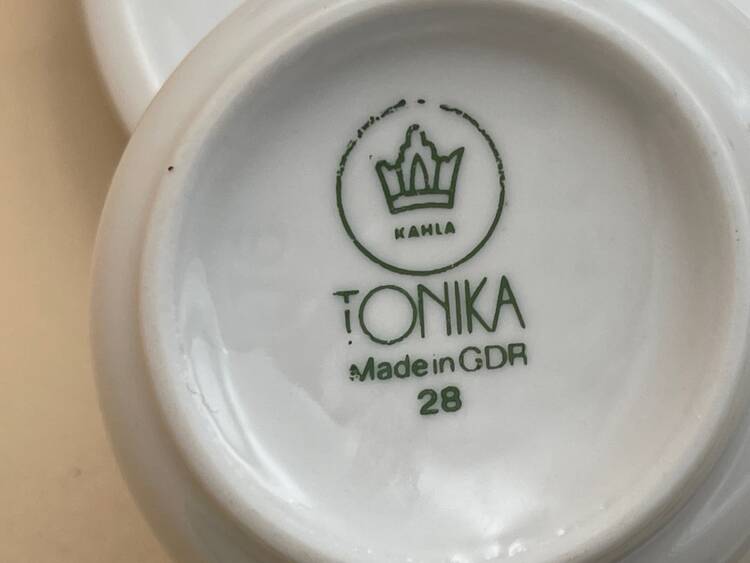 KAHLA
TONIKA
Made in GDR
28